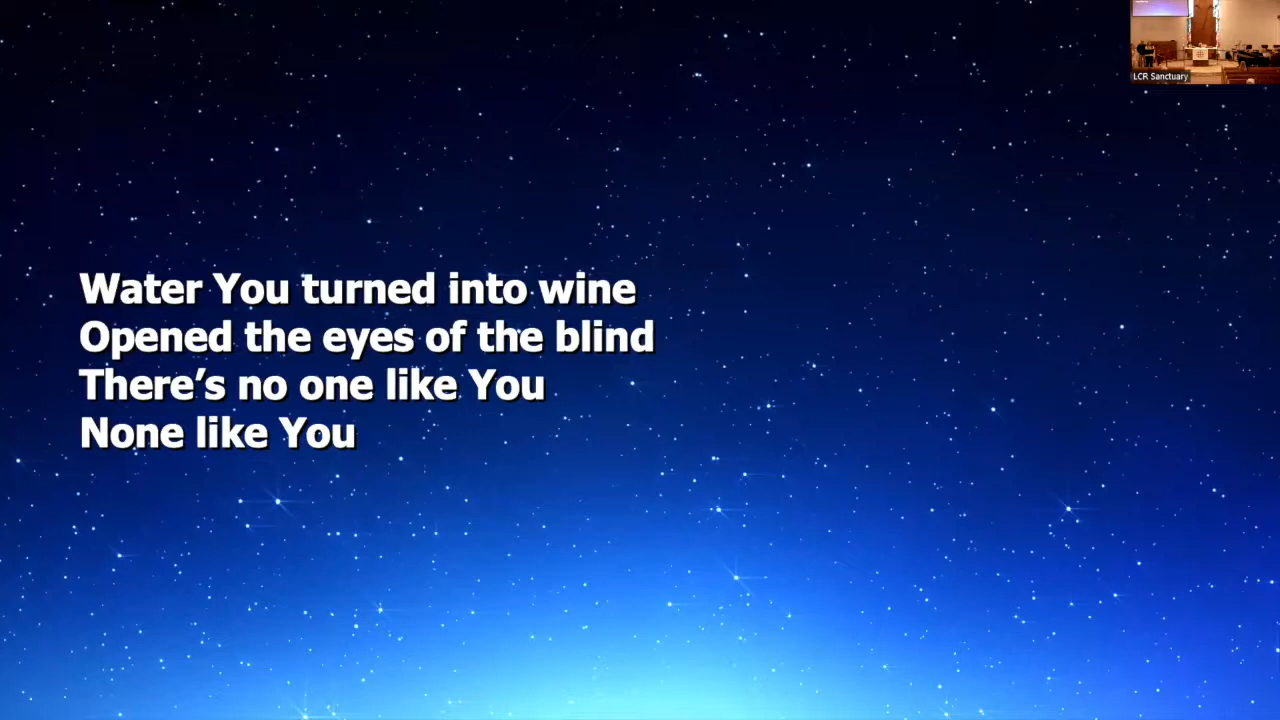 LCR Sanctuary
Water You turned into wine
Opened the eyes of the blind
There’s no one like You
None like You